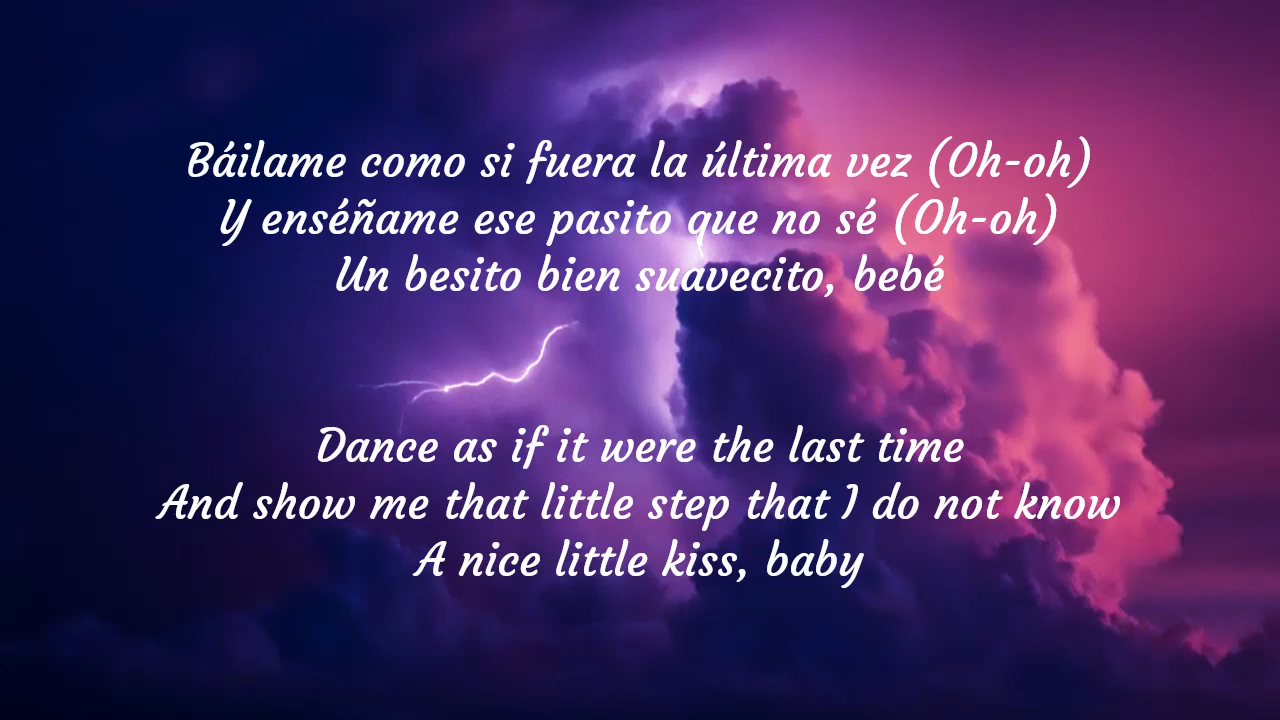 Báilame como si fuera la última vez (Oh-oh)
Y enséñame ese pasito que no sé (Oh-oh)
Un besito bien suavecito, bebé
Dance as if it were the last time
And show me that little step that I do not know
A nice little kiss, baby